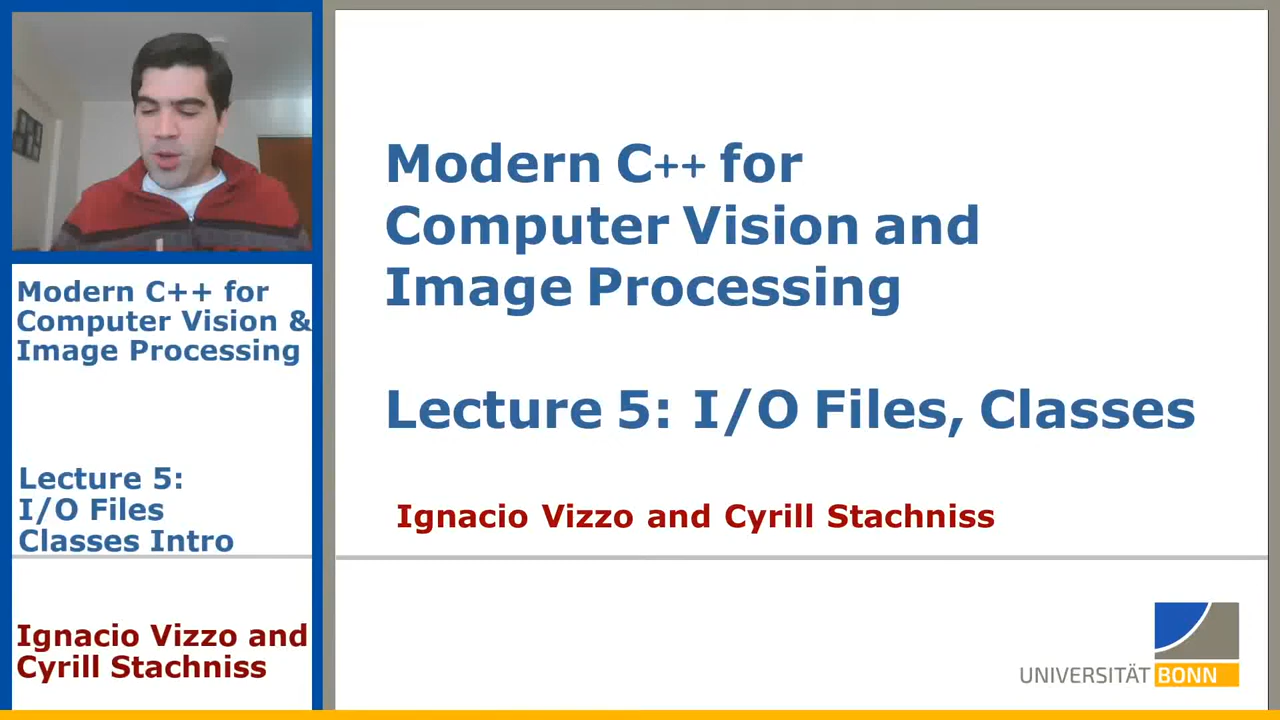 Modern C++ for
Computer Vision &
Image Processing
Lecture 5:
I/O Files
Classes Intro
Ignacio Vizzo and
Cyrill Stachniss
Modern C++ for
Computer Vision and
Image Processing
Lecture 5: I/O Files, Classes
Ignacio Vizzo and Cyrill Stachniss
UNIVERSITÄT BONN